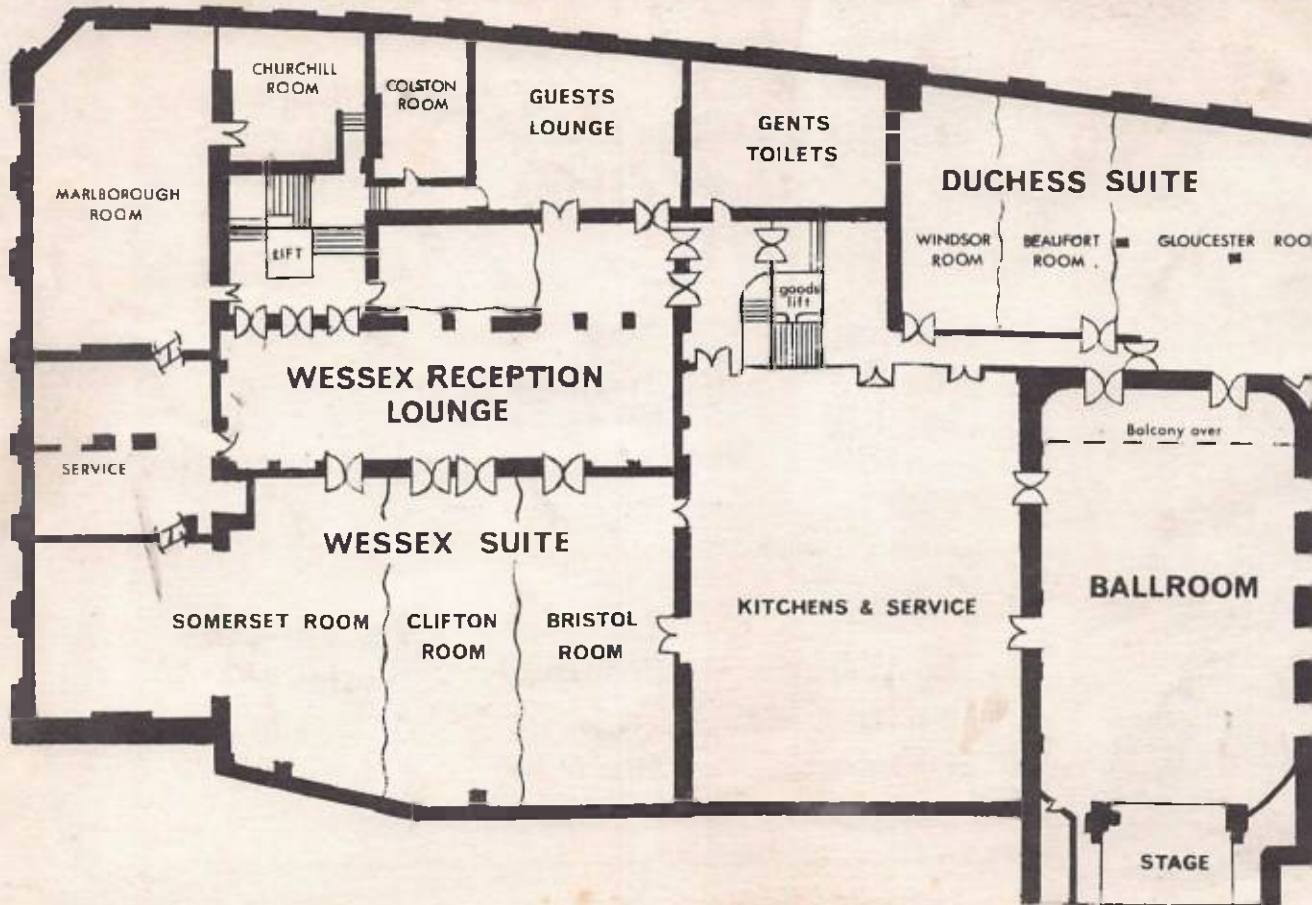 CHURCHILL
ROOM
COLSTON
ROOM
GUESTS
LOUNGE
GENTS
TOILETS
MARLBOROUGH
ROOM
DUCHESS SUITE
WINDSOR
ROOM
BEAUFORT
ROOM
GLOUCESTER ROO
LIFT
goods
lift
WESSEX RECEPTION
LOUNGE
Balcony over
SERVICE
WESSEX SUITE
SOMERSET ROOM
CLIFTON
ROOM
BRISTOL
ROOM
KITCHENS & SERVICE
BALLROOM
STAGE